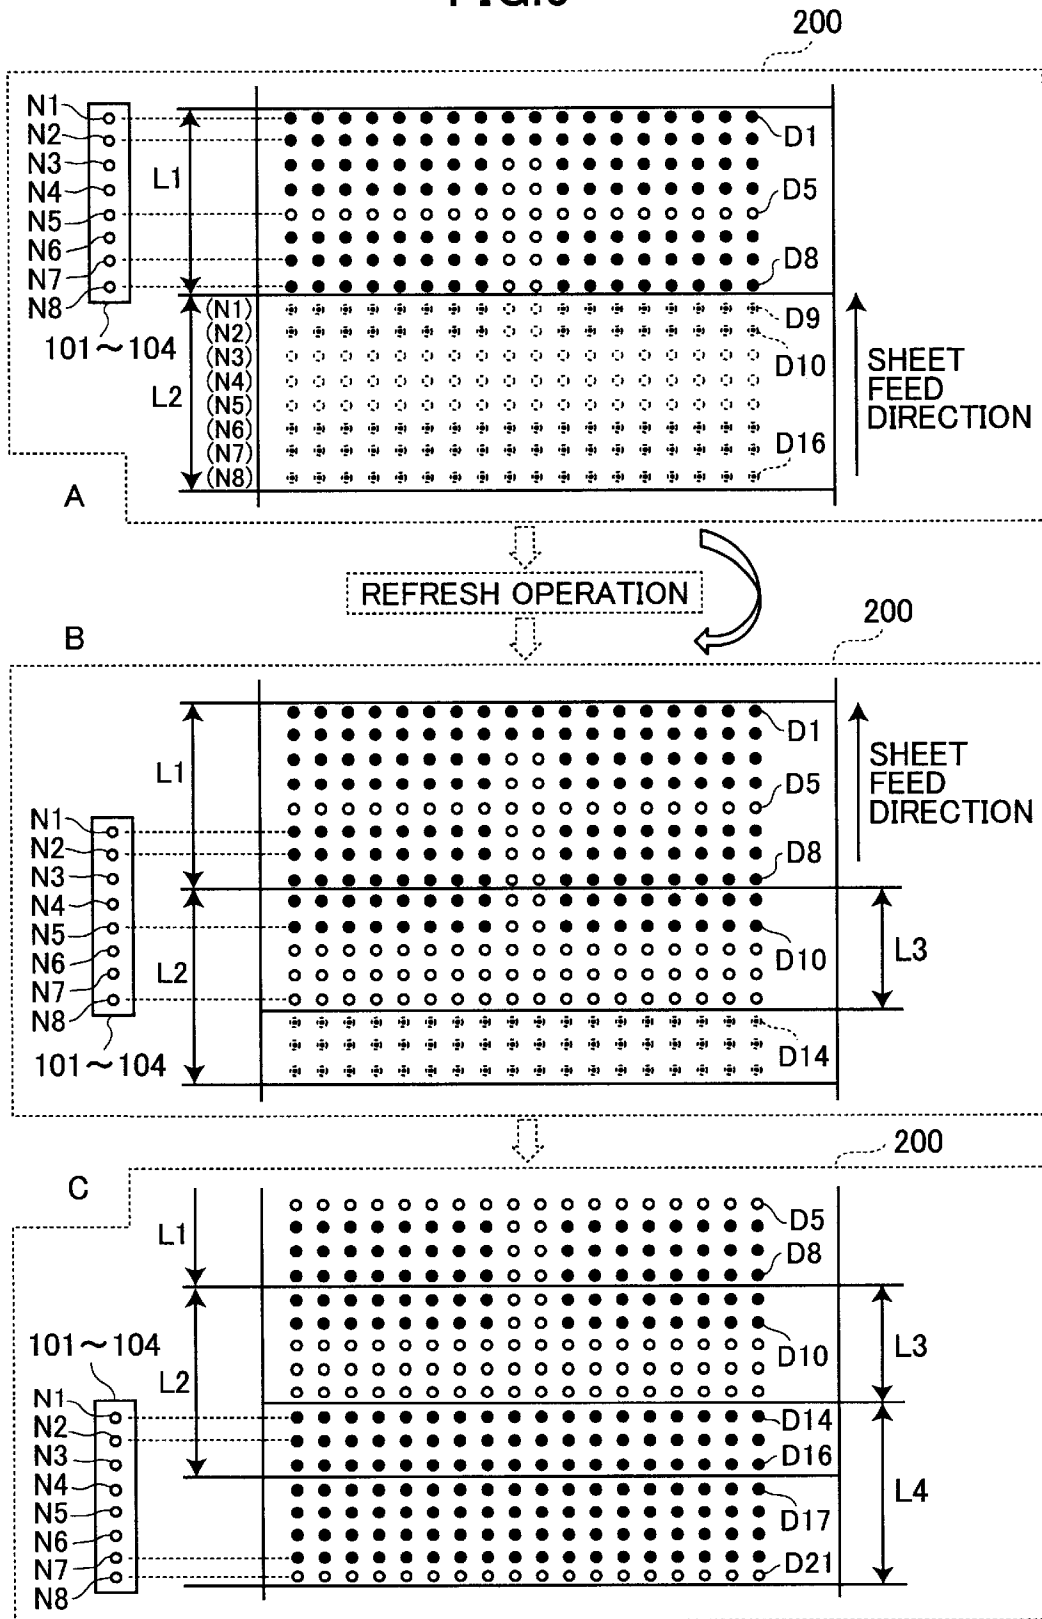 200
N1
N2
N3
N4
N5
N6
N7
N8
101～104
L1
L2
(N1)
(N2)
(N3)
(N4)
(N5)
(N6)
(N7)
(N8)
D1
D5
D8
D9
D10
D16
SHEET
FEED
DIRECTION
A
REFRESH OPERATION
B
200
N1
N2
N3
N4
N5
N6
N7
N8
101～104
L1
L2
D1
D5
D8
D10
D14
L3
SHEET
FEED
DIRECTION
C
200
L1
L2
101～104
N1
N2
N3
N4
N5
N6
N7
N8
D5
D8
D10
D14
D16
D17
D21
L3
L4